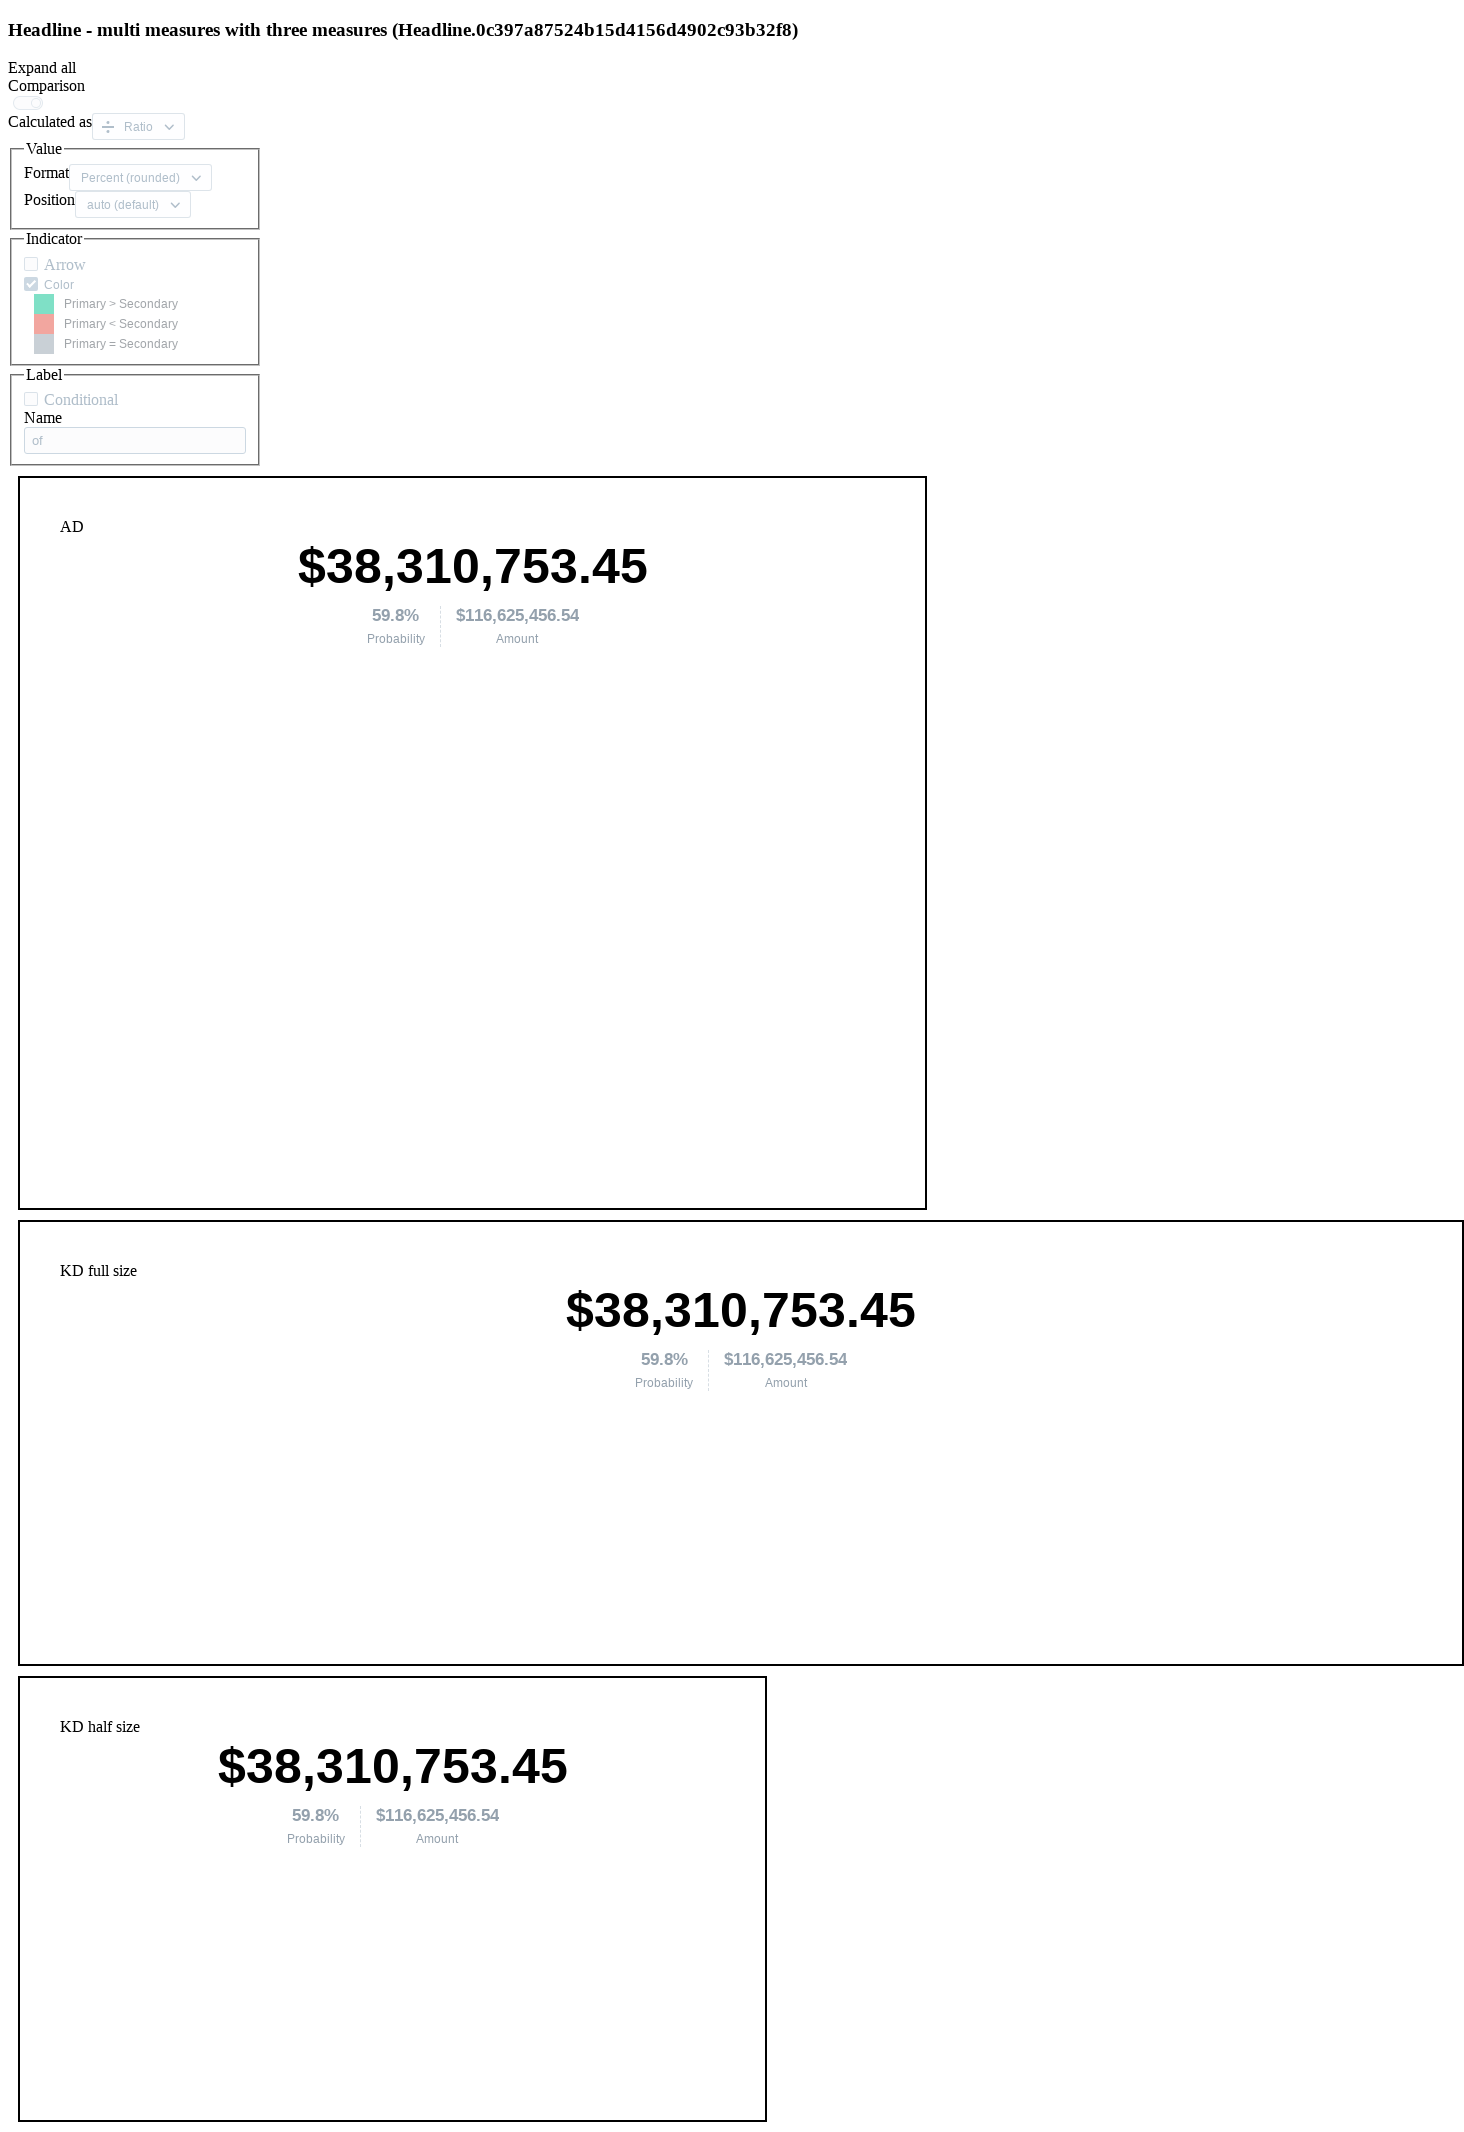 Headline - multi measures with three measures (Headline.0c397a87524b15d4156d4902c93b32f8)
Expand all
Comparison
Calculated as Ratio
Value
Format Percent (rounded)
Position auto (default)
Indicator
Arrow
Color
Primary > Secondary
Primary < Secondary
Primary = Secondary
Label
Conditional
Name
of
AD
$38,310,753.45
59.8% $116,625,456.54
Probability Amount
KD full size
$38,310,753.45
59.8% $116,625,456.54
Probability Amount
KD half size
$38,310,753.45
59.8% $116,625,456.54
Probability Amount